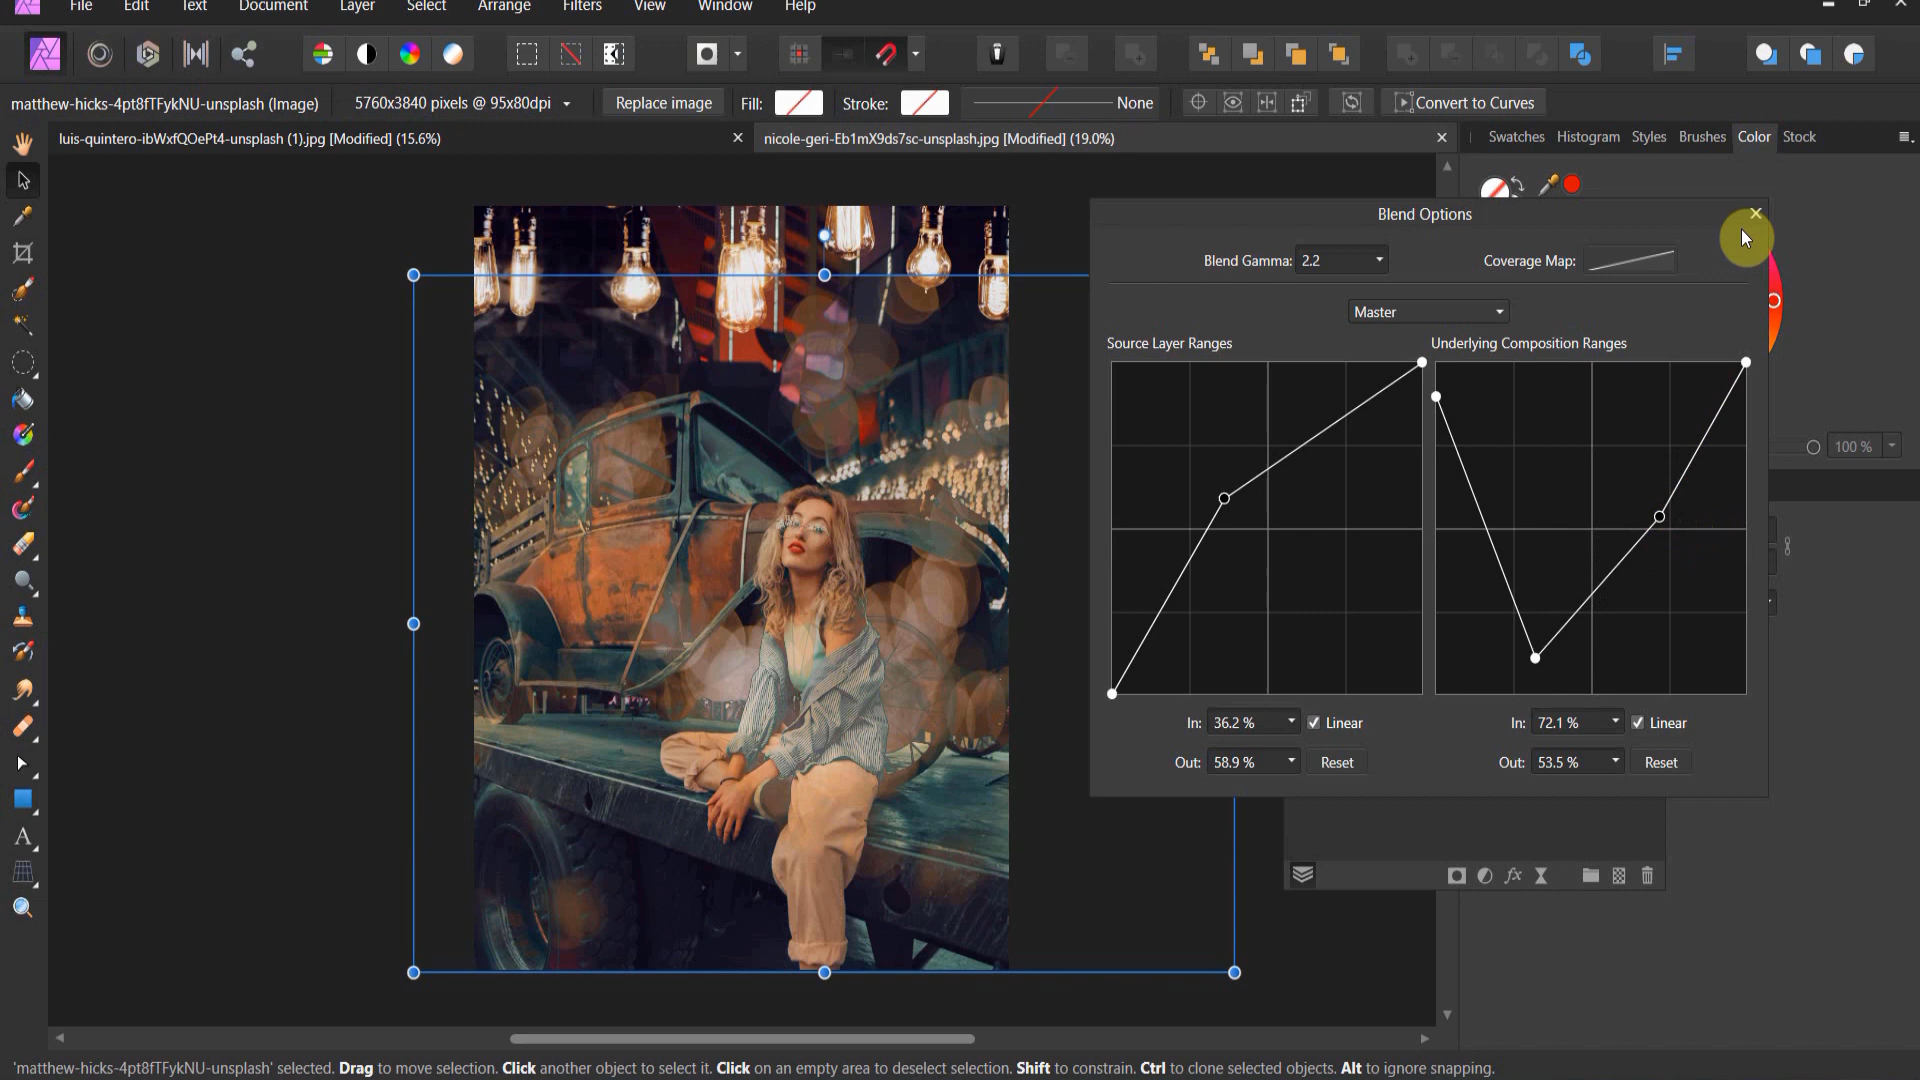 File Edit Text Document Layer Select Arrange Filters View Window Help
matthew-hicks-4pt8fTFykNU-unsplash (Image) 5760x3840 pixels @ 95x80dpi Replace image Fill: Stroke: None Convert to Curves
luis-quintero-ibWxfQOePt4-unsplash (1).jpg [Modified] (15.6%) nicole-geri-Eb1mX9ds7sc-unsplash.jpg [Modified] (19.0%) Swatches Histogram Styles Brushes Color Stock
Blend Options
Blend Gamma: 2.2 Coverage Map:
Master
Source Layer Ranges Underlying Composition Ranges
100 %
In: 36.2 % Linear In: 72.1 % Linear
Out: 58.9 % Reset Out: 53.5 % Reset
'matthew-hicks-4pt8fTFykNU-unsplash' selected. Drag to move selection. Click another object to select it. Click on an empty area to deselect selection. Shift to constrain. Ctrl to clone selected objects. Alt to ignore snapping.